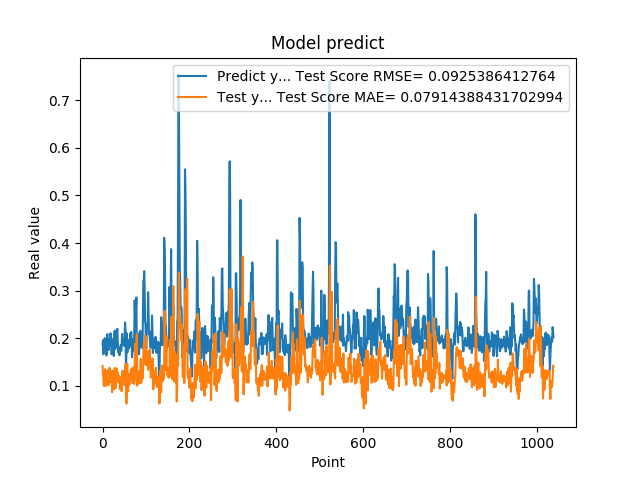 Model predict
Predict y... Test Score RMSE= 0.0925386412764
Test y... Test Score MAE= 0.07914388431702994
0.7
0.6
0.5
0.4
0.3
0.2
0.1
Real value
0 200 400 600 800 1000
Point